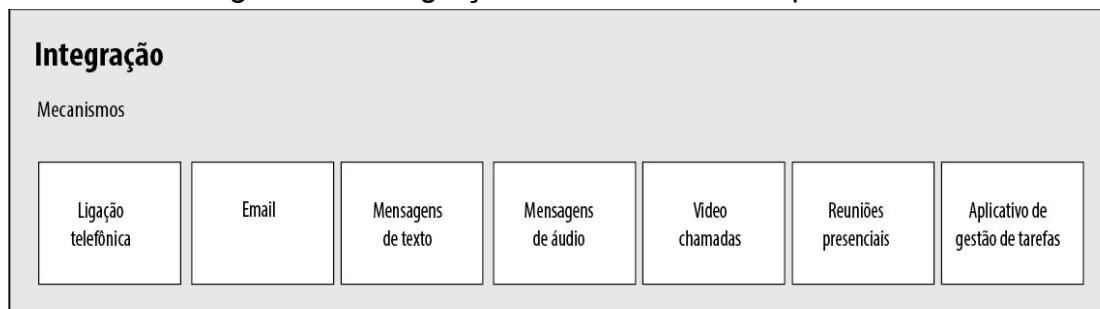 Integração
Mecanismos
Ligação
telefônica
Email
Mensagens
de texto
Mensagens
de áudio
Video
chamadas
Reuniões
presenciais
Aplicativo de
gestão de tarefas